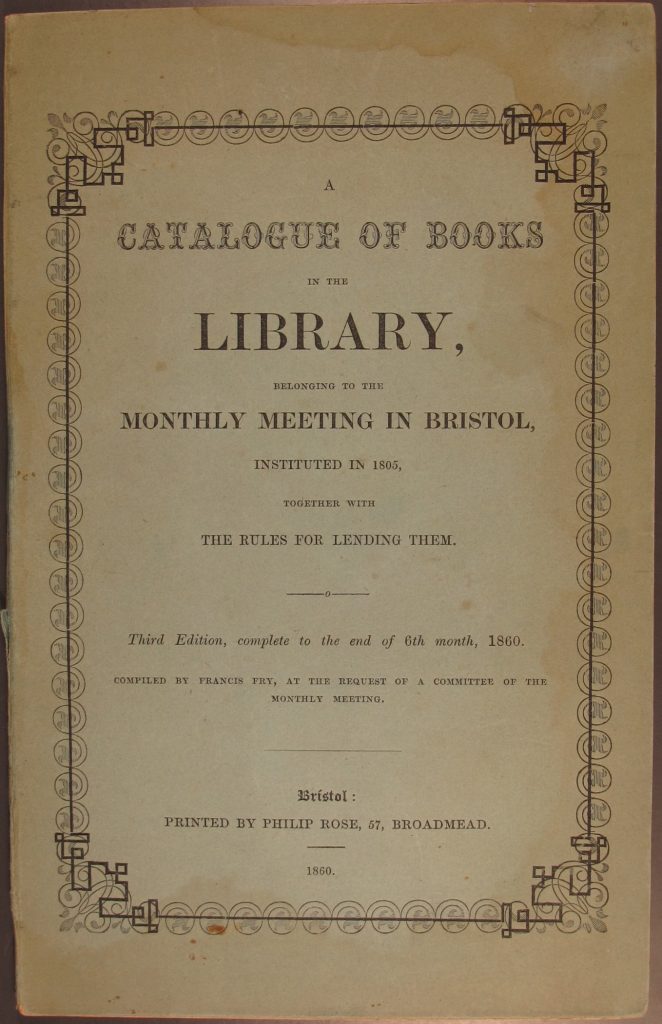 A
CATALOGUE OF BOOKS
IN THE
LIBRARY,
BELONGING TO THE
MONTHLY MEETING IN BRISTOL,
INSTITUTED IN 1805,
TOGETHER WITH
THE RULES FOR LENDING THEM.
Third Edition, complete to the end of 6th month, 1860.
COMPILED BY FRANCIS FRY, AT THE REQUEST OF A COMMITTEE OF THE
MONTHLY MEETING.
Bristol:
PRINTED BY PHILIP ROSE, 57, BROADMEAD.
1860.